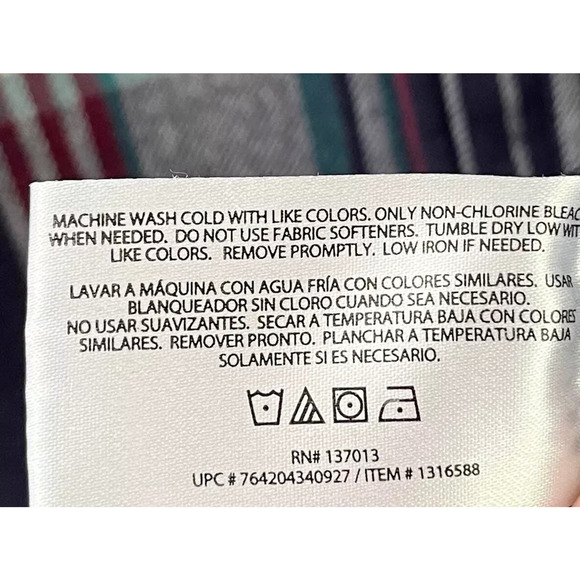 MACHINE WASH COLD WITH LIKE COLORS. ONLY NON-CHLORINE BLEAC
WHEN NEEDED. DO NOT USE FABRIC SOFTENERS. TUMBLE DRY LOW WIT
LIKE COLORS. REMOVE PROMPTLY. LOW IRON IF NEEDED.
LAVAR A MÁQUINA CON AGUA FRÍA CON COLORES SIMILARES. USAR
BLANQUEADOR SIN CLORO CUANDO SEA NECESARIO.
NO USAR SUAVIZANTES. SECAR A TEMPERATURA BAJA CON COLORES
SIMILARES. REMOVER PRONTO. PLANCHAR A TEMPERATURA BAJA
SOLAMENTE SI ES NECESARIO.
RN# 137013
UPC # 764204340927 / ITEM # 1316588